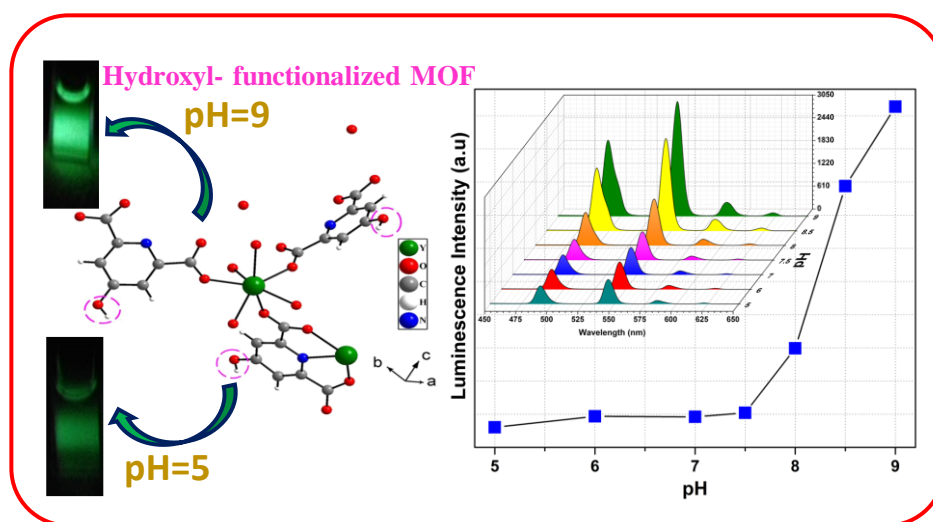 Hydroxyl- functionalized MOF
pH=9
pH=5
Y
O
C
H
N
b
c
a
Luminescence Intensity (a.u)
3050
2440
1830
1220
610
0
9
8.5
8
7.5
7
6
5
pH
450 475 500 525 550 575 600 625 650
Wavelength (nm)
5 6 7 8 9
pH